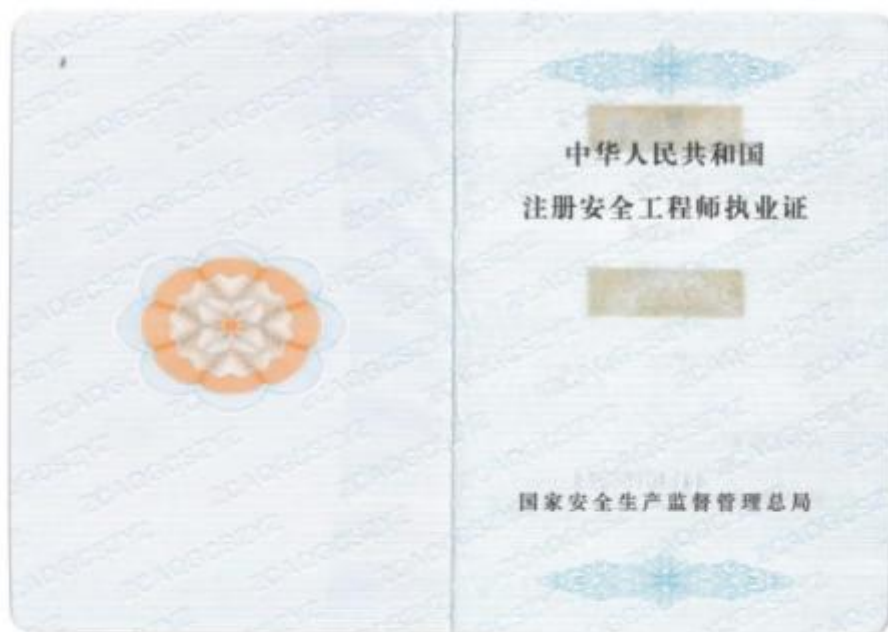 中华人民共和国
注册安全工程师执业证
国家安全生产监督管理总局